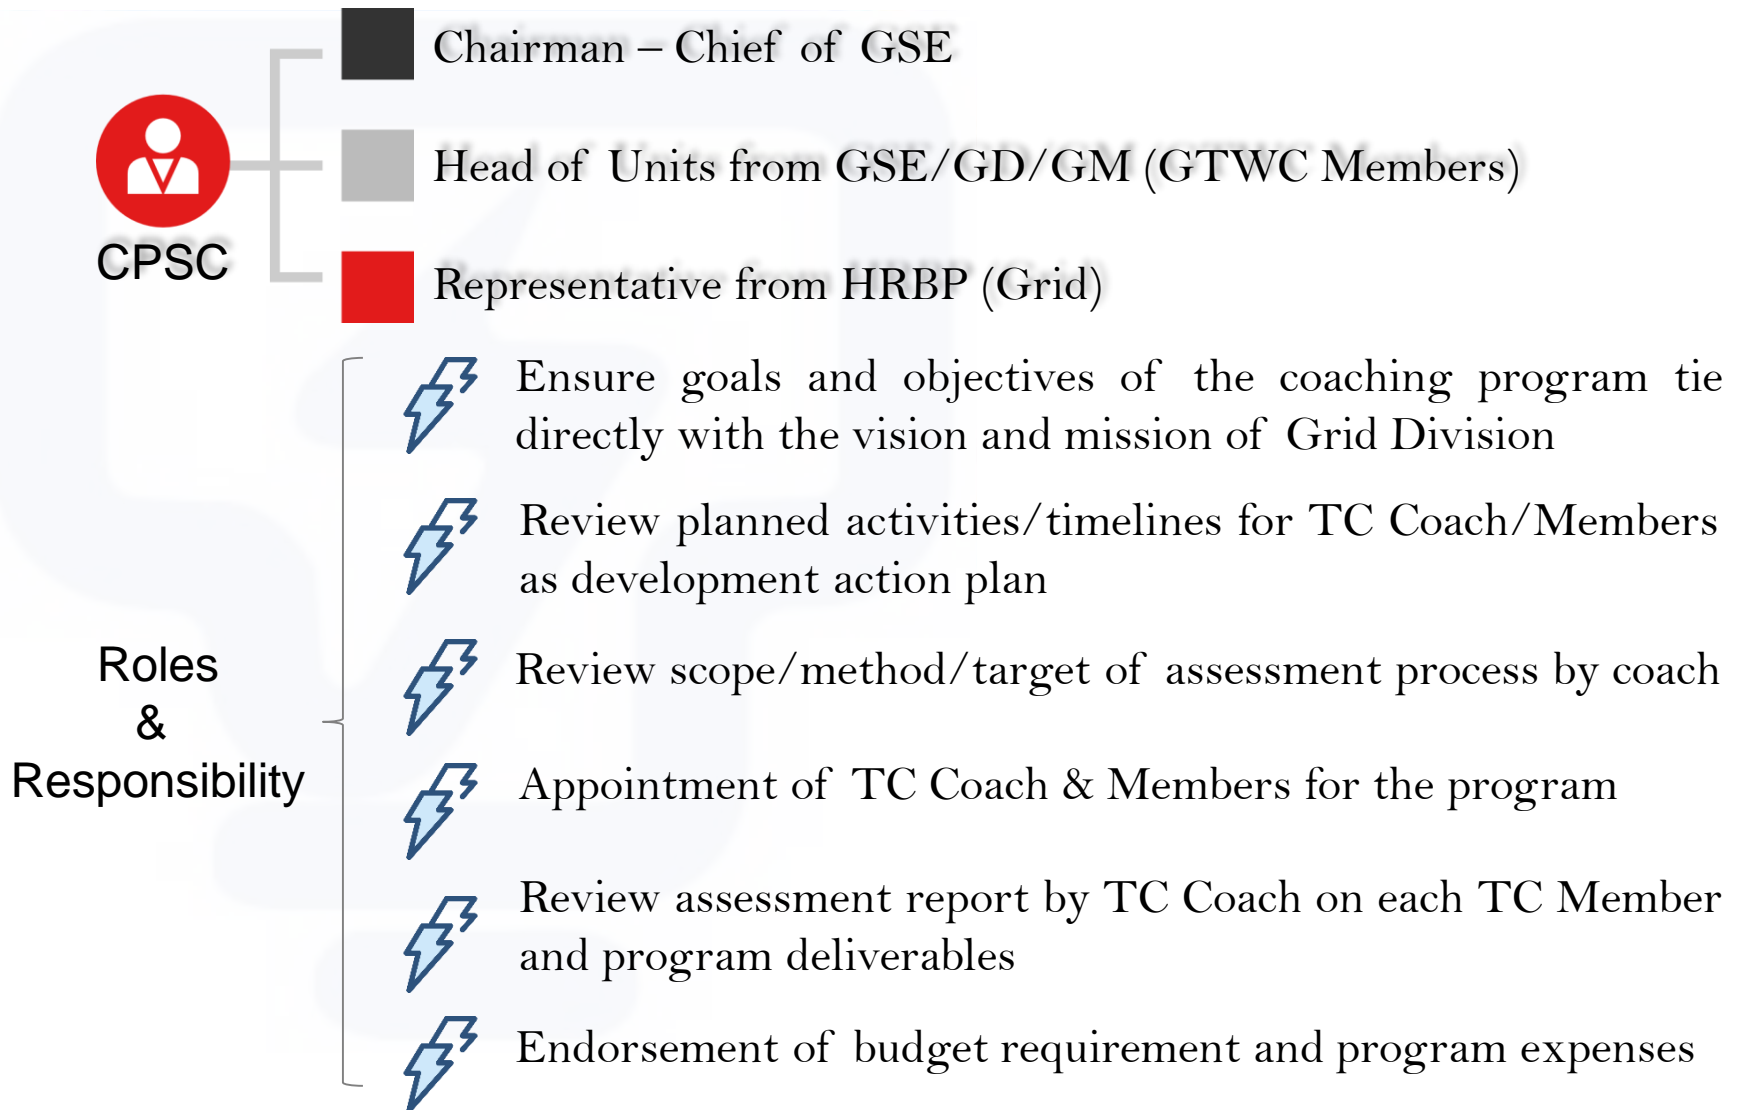 Chairman – Chief of GSE
Head of Units from GSE/GD/GM (GTWC Members)
CPSC
Representative from HRBP (Grid)
Ensure goals and objectives of the coaching program tie
directly with the vision and mission of Grid Division
Review planned activities/timelines for TC Coach/Members
as development action plan
Roles
&
Responsibility
Review scope/method/target of assessment process by coach
Appointment of TC Coach & Members for the program
Review assessment report by TC Coach on each TC Member
and program deliverables
Endorsement of budget requirement and program expenses